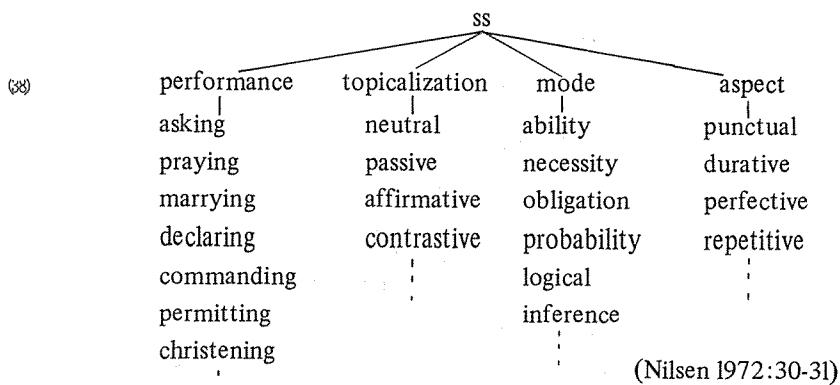 ss
(38) performance topicalization mode aspect
asking neutral ability punctual
praying passive necessity durative
marrying affirmative obligation perfective
declaring contrastive probability repetitive
commanding logical
permitting inference
christening
(Nilsen 1972:30-31)